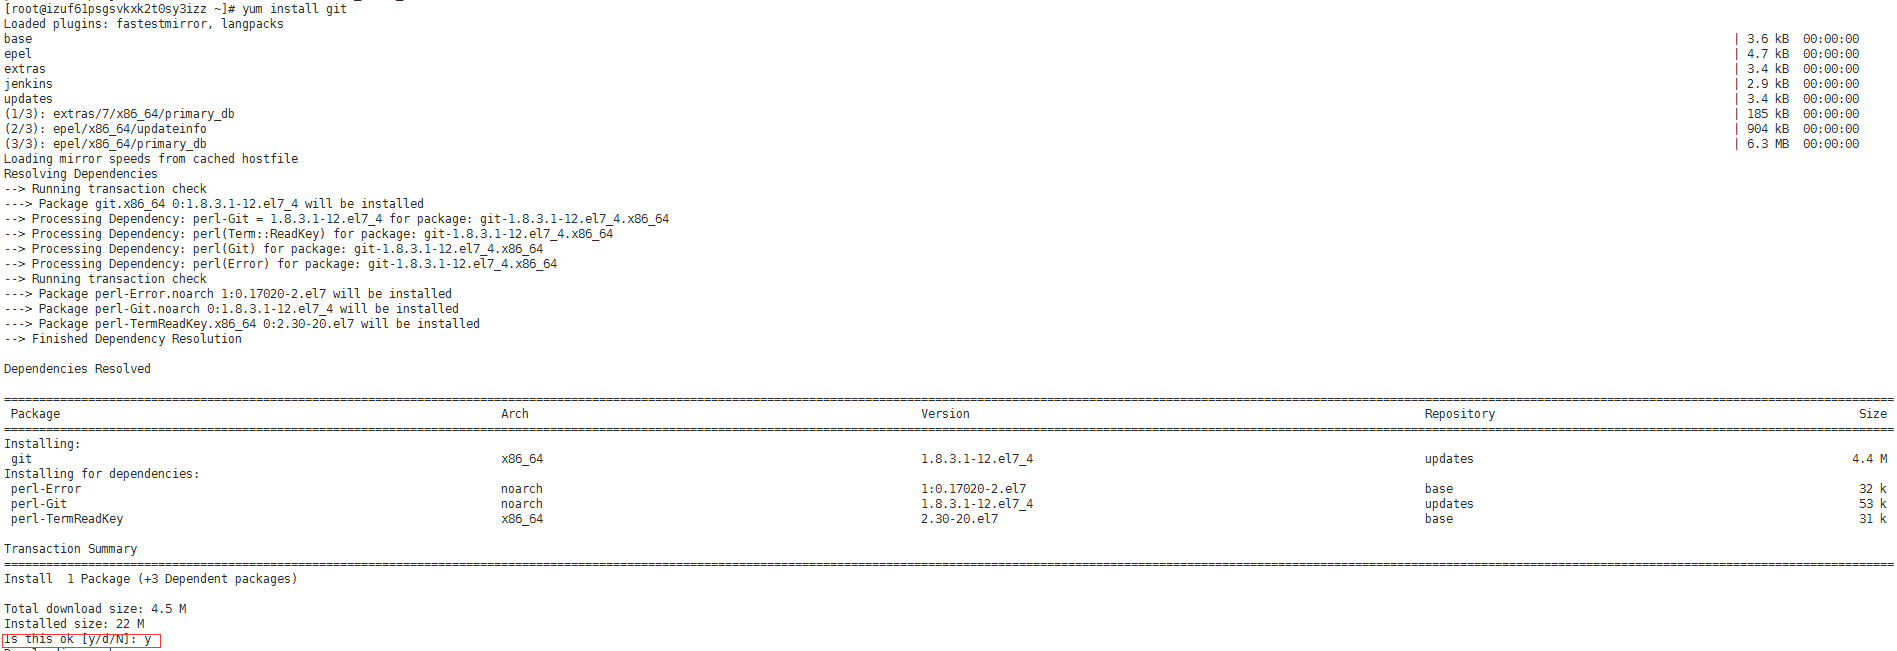 [root@izuf61psgsvkxk2t0sy3izz ~]# yum install git
Loaded plugins: fastestmirror, langpacks
base | 3.6 kB 00:00:00
epel | 4.7 kB 00:00:00
extras | 3.4 kB 00:00:00
jenkins | 2.9 kB 00:00:00
updates | 3.4 kB 00:00:00
(1/3): extras/7/x86_64/primary_db | 185 kB 00:00:00
(2/3): epel/x86_64/updateinfo | 904 kB 00:00:00
(3/3): epel/x86_64/primary_db | 6.3 MB 00:00:00
Loading mirror speeds from cached hostfile
Resolving Dependencies
--> Running transaction check
---> Package git.x86_64 0:1.8.3.1-12.el7_4 will be installed
--> Processing Dependency: perl-Git = 1.8.3.1-12.el7_4 for package: git-1.8.3.1-12.el7_4.x86_64
--> Processing Dependency: perl(Term::ReadKey) for package: git-1.8.3.1-12.el7_4.x86_64
--> Processing Dependency: perl(Git) for package: git-1.8.3.1-12.el7_4.x86_64
--> Processing Dependency: perl(Error) for package: git-1.8.3.1-12.el7_4.x86_64
--> Running transaction check
---> Package perl-Error.noarch 1:0.17020-2.el7 will be installed
---> Package perl-Git.noarch 0:1.8.3.1-12.el7_4 will be installed
---> Package perl-TermReadKey.x86_64 0:2.30-20.el7 will be installed
--> Finished Dependency Resolution
Dependencies Resolved
Package Arch Version Repository Size
Installing:
git x86_64 1.8.3.1-12.el7_4 updates 4.4 M
Installing for dependencies:
perl-Error noarch 1:0.17020-2.el7 base 32 k
perl-Git noarch 1.8.3.1-12.el7_4 updates 53 k
perl-TermReadKey x86_64 2.30-20.el7 base 31 k
Transaction Summary
Install 1 Package (+3 Dependent packages)
Total download size: 4.5 M
Installed size: 22 M
Is this ok [y/d/N]: y